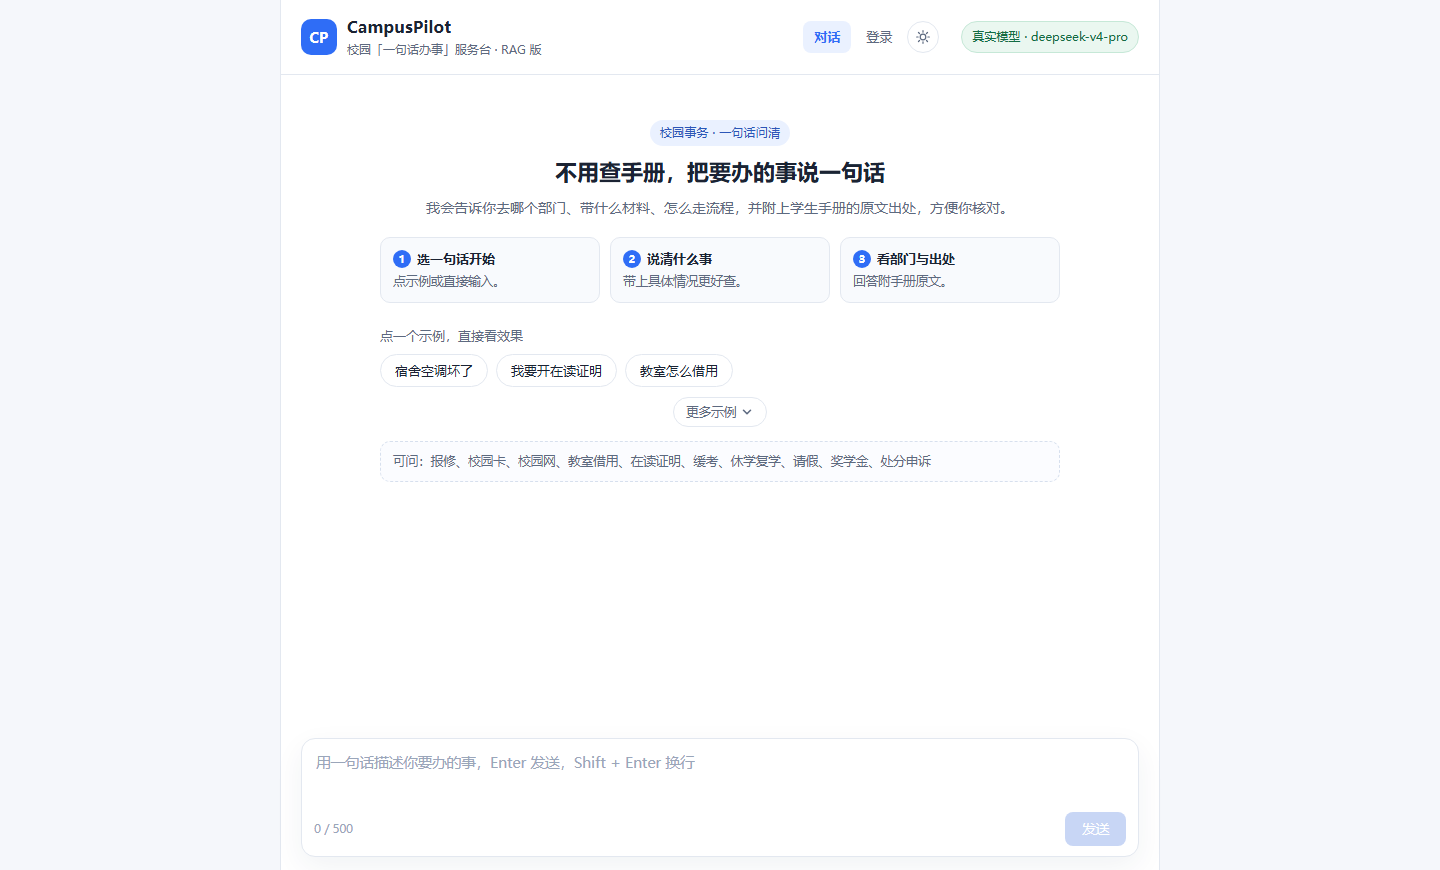 CP
CampusPilot
校园「一句话办事」服务台 · RAG 版
对话
登录
真实模型 · deepseek-v4-pro
校园事务 · 一句话问清
不用查手册，把要办的事说一句话
我会告诉你去哪个部门、带什么材料、怎么走流程，并附上学生手册的原文出处，方便你核对。
1 选一句话开始
点示例或直接输入。
2 说清什么事
带上具体情况更好查。
3 看部门与出处
回答附手册原文。
点一个示例，直接看效果
宿舍空调坏了
我要开在读证明
教室怎么借用
更多示例
可问：报修、校园卡、校园网、教室借用、在读证明、缓考、休学复学、请假、奖学金、处分申诉
用一句话描述你要办的事，Enter 发送，Shift + Enter 换行
0 / 500
发送